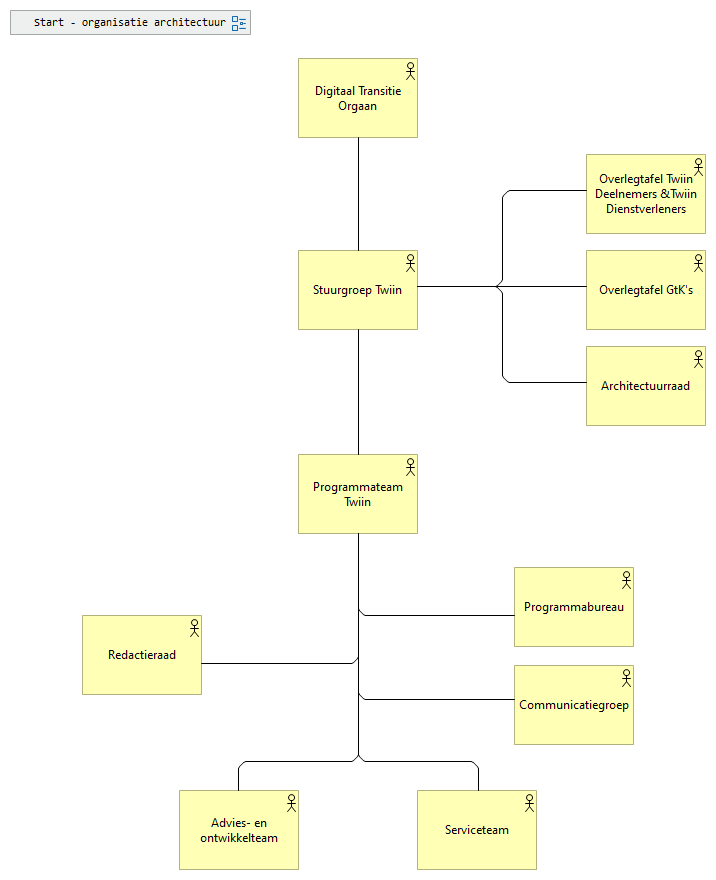 Start - organisatie architectuur
Digitaal Transitie
Orgaan
Overlegtafel Twiin
Deelnemers &Twiin
Dienstverleners
Stuurgroep Twiin
Overlegtafel GtK's
Architectuurraad
Programmateam
Twiin
Programmabureau
Redactieraad
Communicatiegroep
Advies- en
ontwikkelteam
Serviceteam